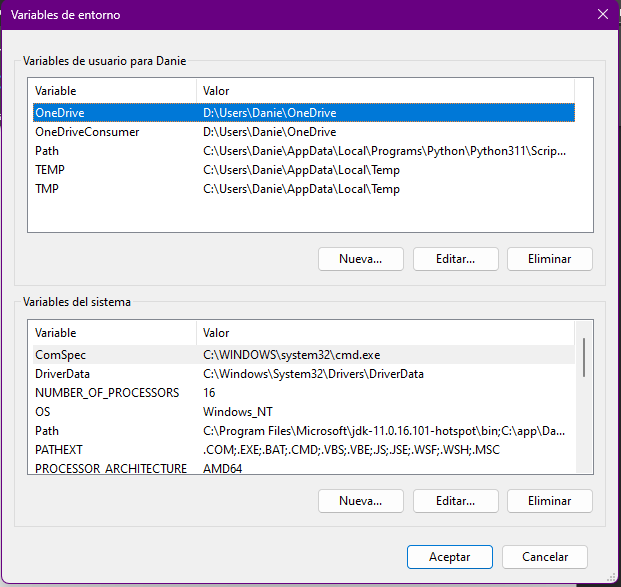 Variables de entorno
Variables de usuario para Danie
Variable Valor
OneDrive D:\Users\Danie\OneDrive
OneDriveConsumer D:\Users\Danie\OneDrive
Path C:\Users\Danie\AppData\Local\Programs\Python\Python311\Scrip...
TEMP C:\Users\Danie\AppData\Local\Temp
TMP C:\Users\Danie\AppData\Local\Temp
Nueva... Editar... Eliminar
Variables del sistema
Variable Valor
ComSpec C:\WINDOWS\system32\cmd.exe
DriverData C:\Windows\System32\Drivers\DriverData
NUMBER_OF_PROCESSORS 16
OS Windows_NT
Path C:\Program Files\Microsoft\jdk-11.0.16.101-hotspot\bin;C:\app\Da...
PATHEXT .COM;.EXE;.BAT;.CMD;.VBS;.VBE;.JS;.JSE;.WSF;.WSH;.MSC
PROCESSOR_ARCHITECTURE AMD64
Nueva... Editar... Eliminar
Aceptar Cancelar